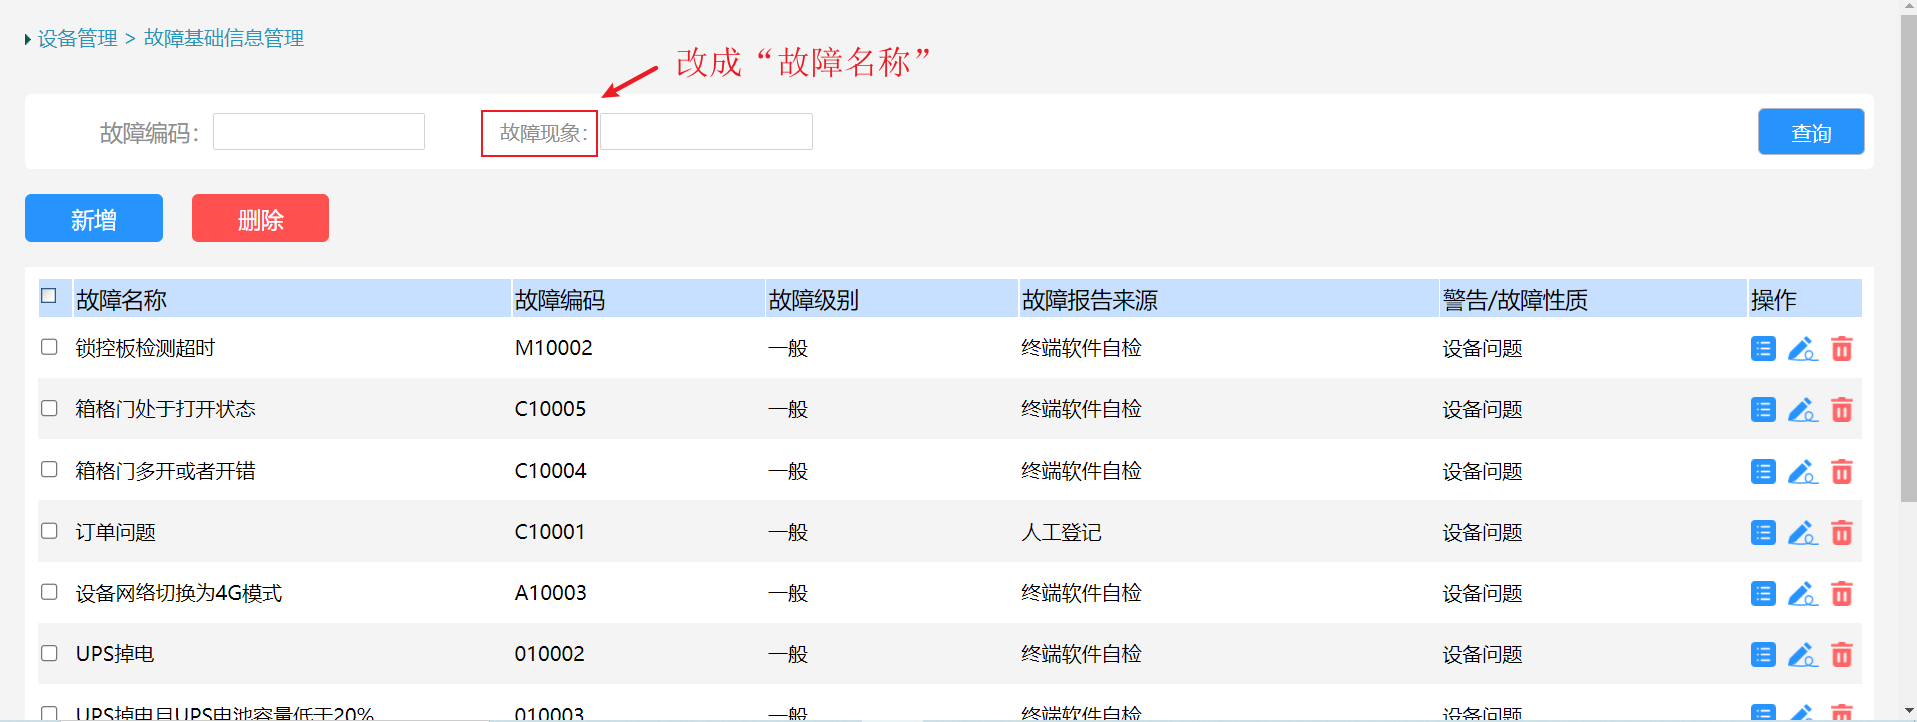 设备管理 > 故障基础信息管理
改成“故障名称”
故障编码： 故障现象： 查询
新增 删除
故障名称 故障编码 故障级别 故障报告来源 警告/故障性质 操作
锁控板检测超时 M10002 一般 终端软件自检 设备问题
箱格门处于打开状态 C10005 一般 终端软件自检 设备问题
箱格门多开或者开错 C10004 一般 终端软件自检 设备问题
订单问题 C10001 一般 人工登记 设备问题
设备网络切换为4G模式 A10003 一般 终端软件自检 设备问题
UPS掉电 010002 一般 终端软件自检 设备问题
UPS掉电且UPS电池容量低于20% 010003 一般 终端软件自检 设备问题